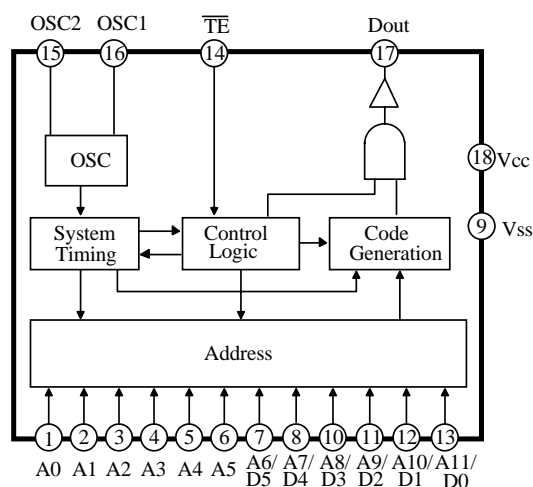 OSC2 OSC1 TE Dout
15 16 14 17
OSC
18 Vcc
System Timing
Control Logic
Code Generation
9 Vss
Address
1 2 3 4 5 6 7 8 10 11 12 13
A0 A1 A2 A3 A4 A5 A6/ A7/ A8/ A9/ A10/ A11/
D5 D4 D3 D2 D1 D0